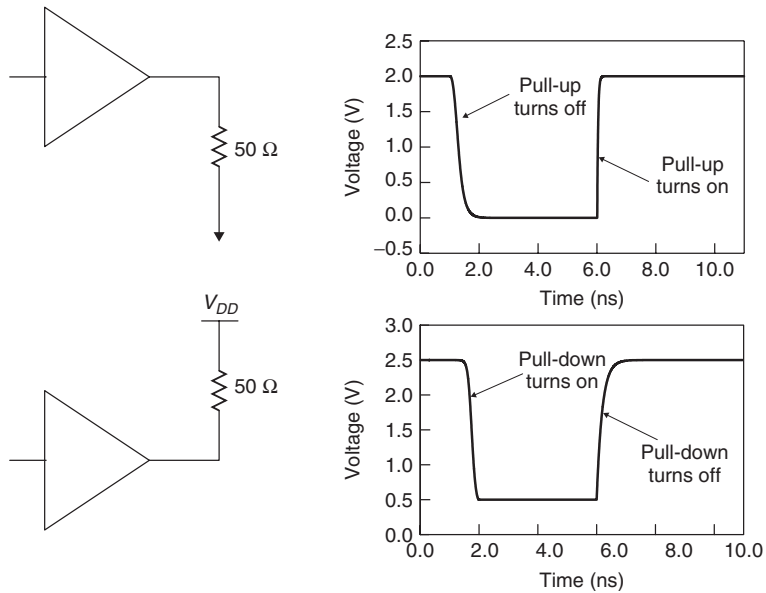 50 Ω
Voltage (V)
2.5
2.0
1.5
1.0
0.5
0.0
−0.5
Pull-up
turns off
Pull-up
turns on
0.0 2.0 4.0 6.0 8.0 10.0
Time (ns)
V_DD
50 Ω
Voltage (V)
3.0
2.5
2.0
1.5
1.0
0.5
0.0
Pull-down
turns on
Pull-down
turns off
0.0 2.0 4.0 6.0 8.0 10.0
Time (ns)